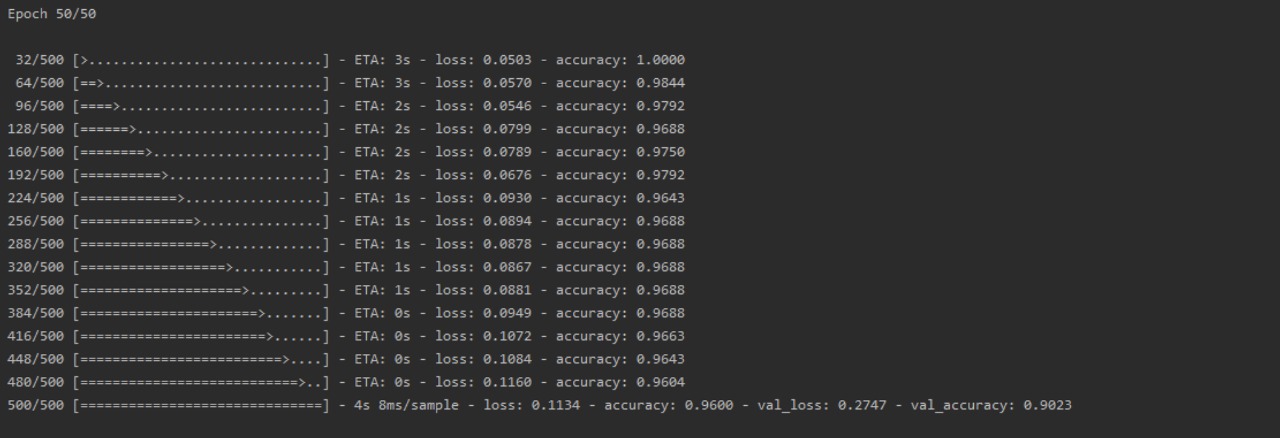 Epoch 50/50
32/500 [>.............................] - ETA: 3s - loss: 0.0503 - accuracy: 1.0000
64/500 [==>...........................] - ETA: 3s - loss: 0.0570 - accuracy: 0.9844
96/500 [====>.........................] - ETA: 2s - loss: 0.0546 - accuracy: 0.9792
128/500 [======>.......................] - ETA: 2s - loss: 0.0799 - accuracy: 0.9688
160/500 [========>.....................] - ETA: 2s - loss: 0.0789 - accuracy: 0.9750
192/500 [==========>...................] - ETA: 2s - loss: 0.0676 - accuracy: 0.9792
224/500 [============>.................] - ETA: 1s - loss: 0.0930 - accuracy: 0.9643
256/500 [==============>...............] - ETA: 1s - loss: 0.0894 - accuracy: 0.9688
288/500 [================>.............] - ETA: 1s - loss: 0.0878 - accuracy: 0.9688
320/500 [==================>...........] - ETA: 1s - loss: 0.0867 - accuracy: 0.9688
352/500 [====================>.........] - ETA: 1s - loss: 0.0881 - accuracy: 0.9688
384/500 [======================>.......] - ETA: 0s - loss: 0.0949 - accuracy: 0.9688
416/500 [=======================>......] - ETA: 0s - loss: 0.1072 - accuracy: 0.9663
448/500 [=========================>....] - ETA: 0s - loss: 0.1084 - accuracy: 0.9643
480/500 [===========================>..] - ETA: 0s - loss: 0.1160 - accuracy: 0.9604
500/500 [==============================] - 4s 8ms/sample - loss: 0.1134 - accuracy: 0.9600 - val_loss: 0.2747 - val_accuracy: 0.9023